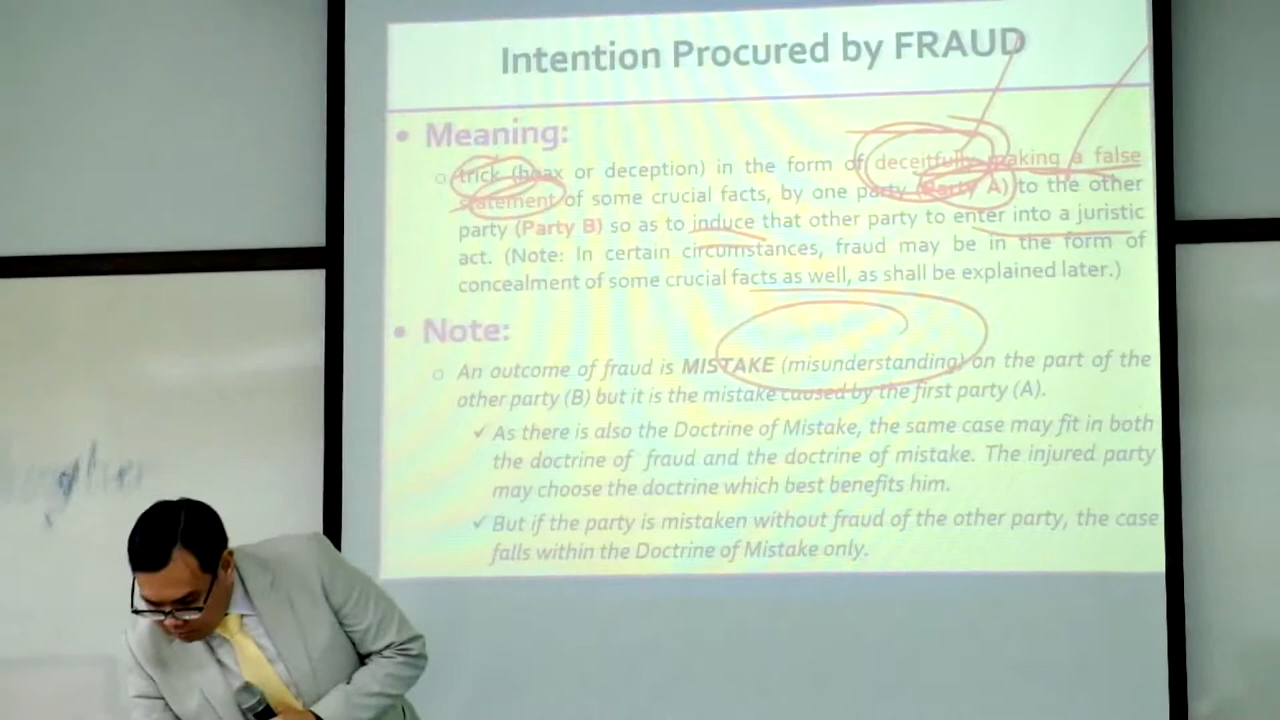 Intention Procured by FRAUD
• Meaning:
o trick (hoax or deception) in the form of deceitfully making a false
statement of some crucial facts, by one party (Party A) to the other
party (Party B) so as to induce that other party to enter into a juristic
act. (Note: In certain circumstances, fraud may be in the form of
concealment of some crucial facts as well, as shall be explained later.)
• Note:
o An outcome of fraud is MISTAKE (misunderstanding) on the part of the
other party (B) but it is the mistake caused by the first party (A).
✓ As there is also the Doctrine of Mistake, the same case may fit in both
the doctrine of fraud and the doctrine of mistake. The injured party
may choose the doctrine which best benefits him.
✓ But if the party is mistaken without fraud of the other party, the case
falls within the Doctrine of Mistake only.